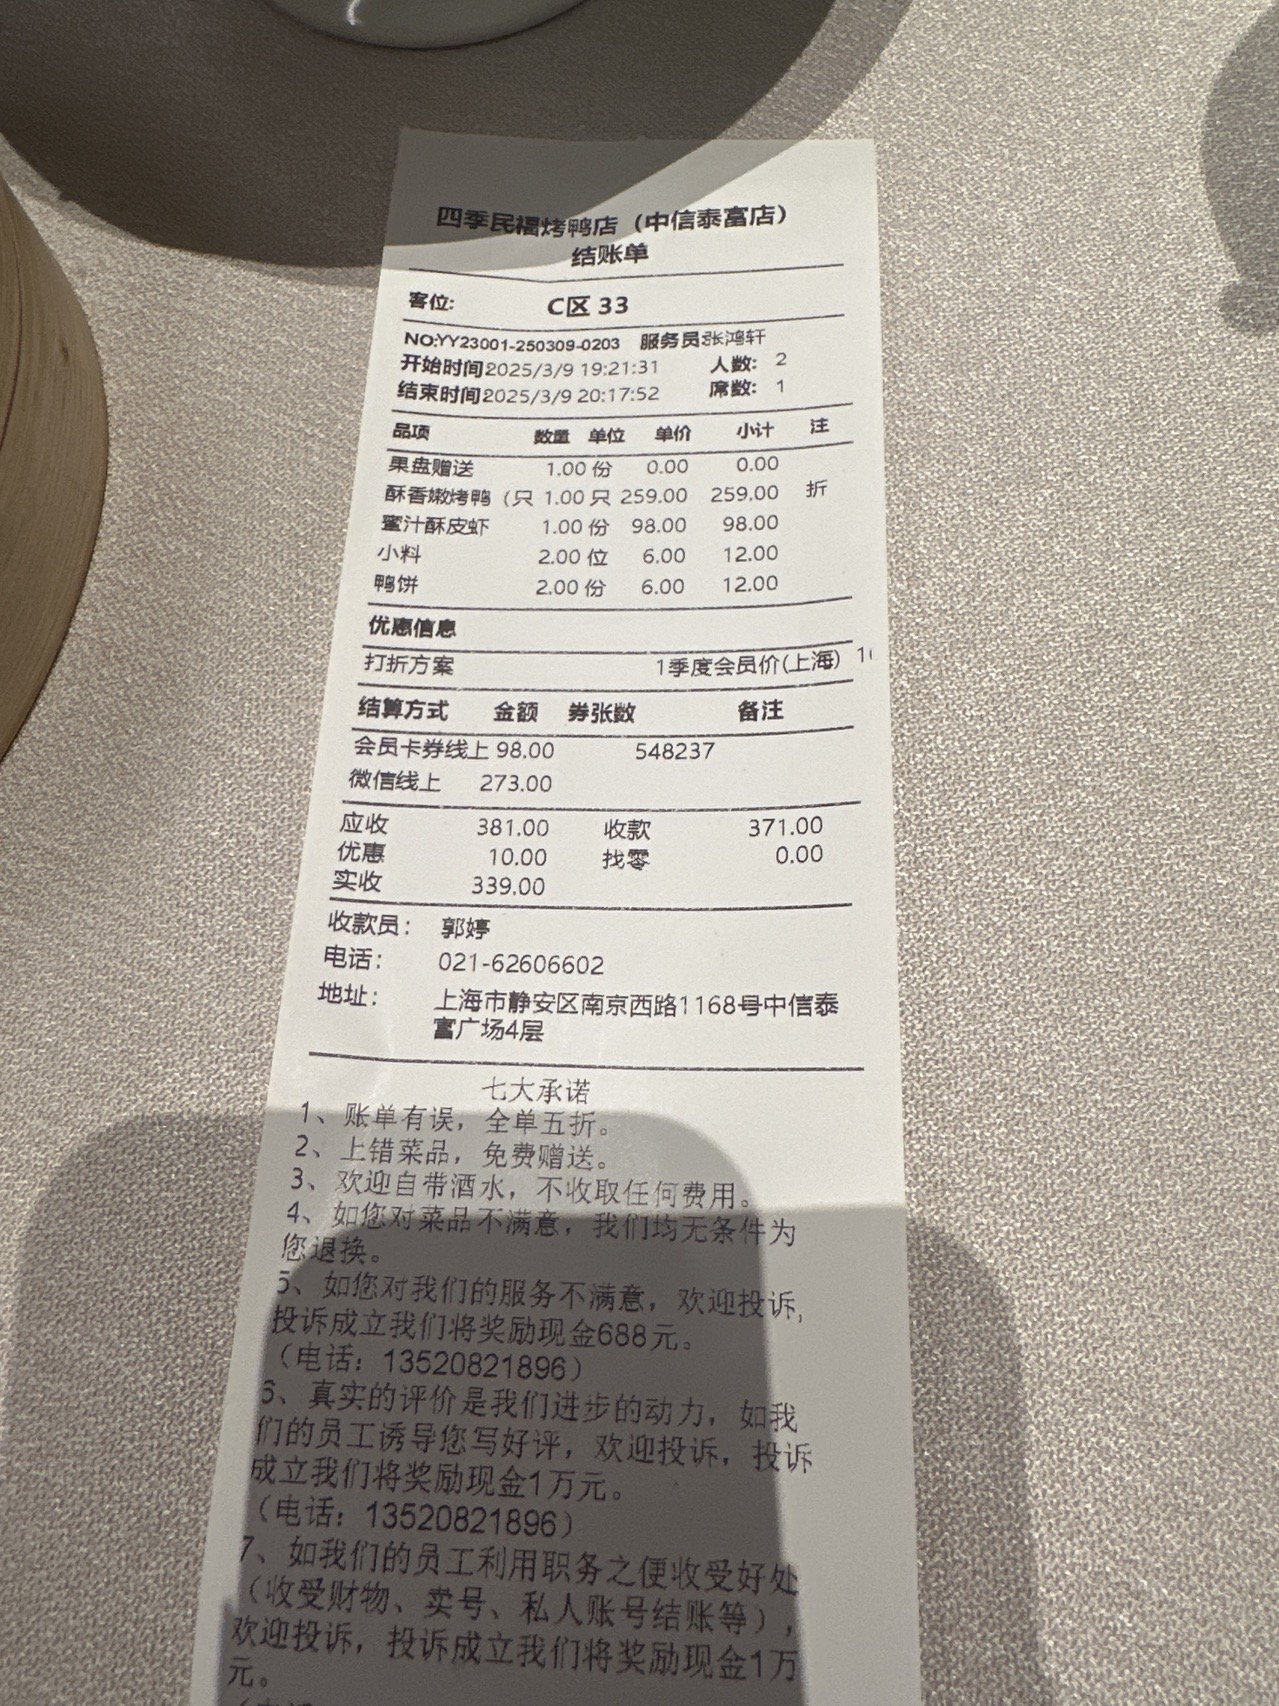 四季民福烤鸭店（中信泰富店）
结账单
客位: C区 33
NO:YY23001-250309-0203 服务员张鸿轩
开始时间2025/3/9 19:21:31 人数: 2
结束时间2025/3/9 20:17:52 席数: 1
品项 数量 单位 单价 小计 注
果盘赠送 1.00 份 0.00 0.00
酥香嫩烤鸭（只 1.00 只 259.00 259.00 折
蜜汁酥皮虾 1.00 份 98.00 98.00
小料 2.00 位 6.00 12.00
鸭饼 2.00 份 6.00 12.00
优惠信息
打折方案 1季度会员价(上海)
结算方式 金额 券张数 备注
会员卡券线上 98.00 548237
微信线上 273.00
应收 381.00 收款 371.00
优惠 10.00 找零 0.00
实收 339.00
收款员： 郭婷
电话： 021-62606602
地址： 上海市静安区南京西路1168号中信泰
富广场4层
七大承诺
1、账单有误，全单五折。
2、上错菜品，免费赠送。
3、欢迎自带酒水，不收取任何费用。
4、如您对菜品不满意，我们均无条件为
您退换。
5、如您对我们的服务不满意，欢迎投诉,
投诉成立我们将奖励现金688元。
（电话：13520821896）
6、真实的评价是我们进步的动力，如我
们的员工诱导您写好评，欢迎投诉，投诉
成立我们将奖励现金1万元。
（电话：13520821896）
7、如我们的员工利用职务之便收受好处
（收受财物、卖号、私人账号结账等），
欢迎投诉，投诉成立我们将奖励现金1万
元。